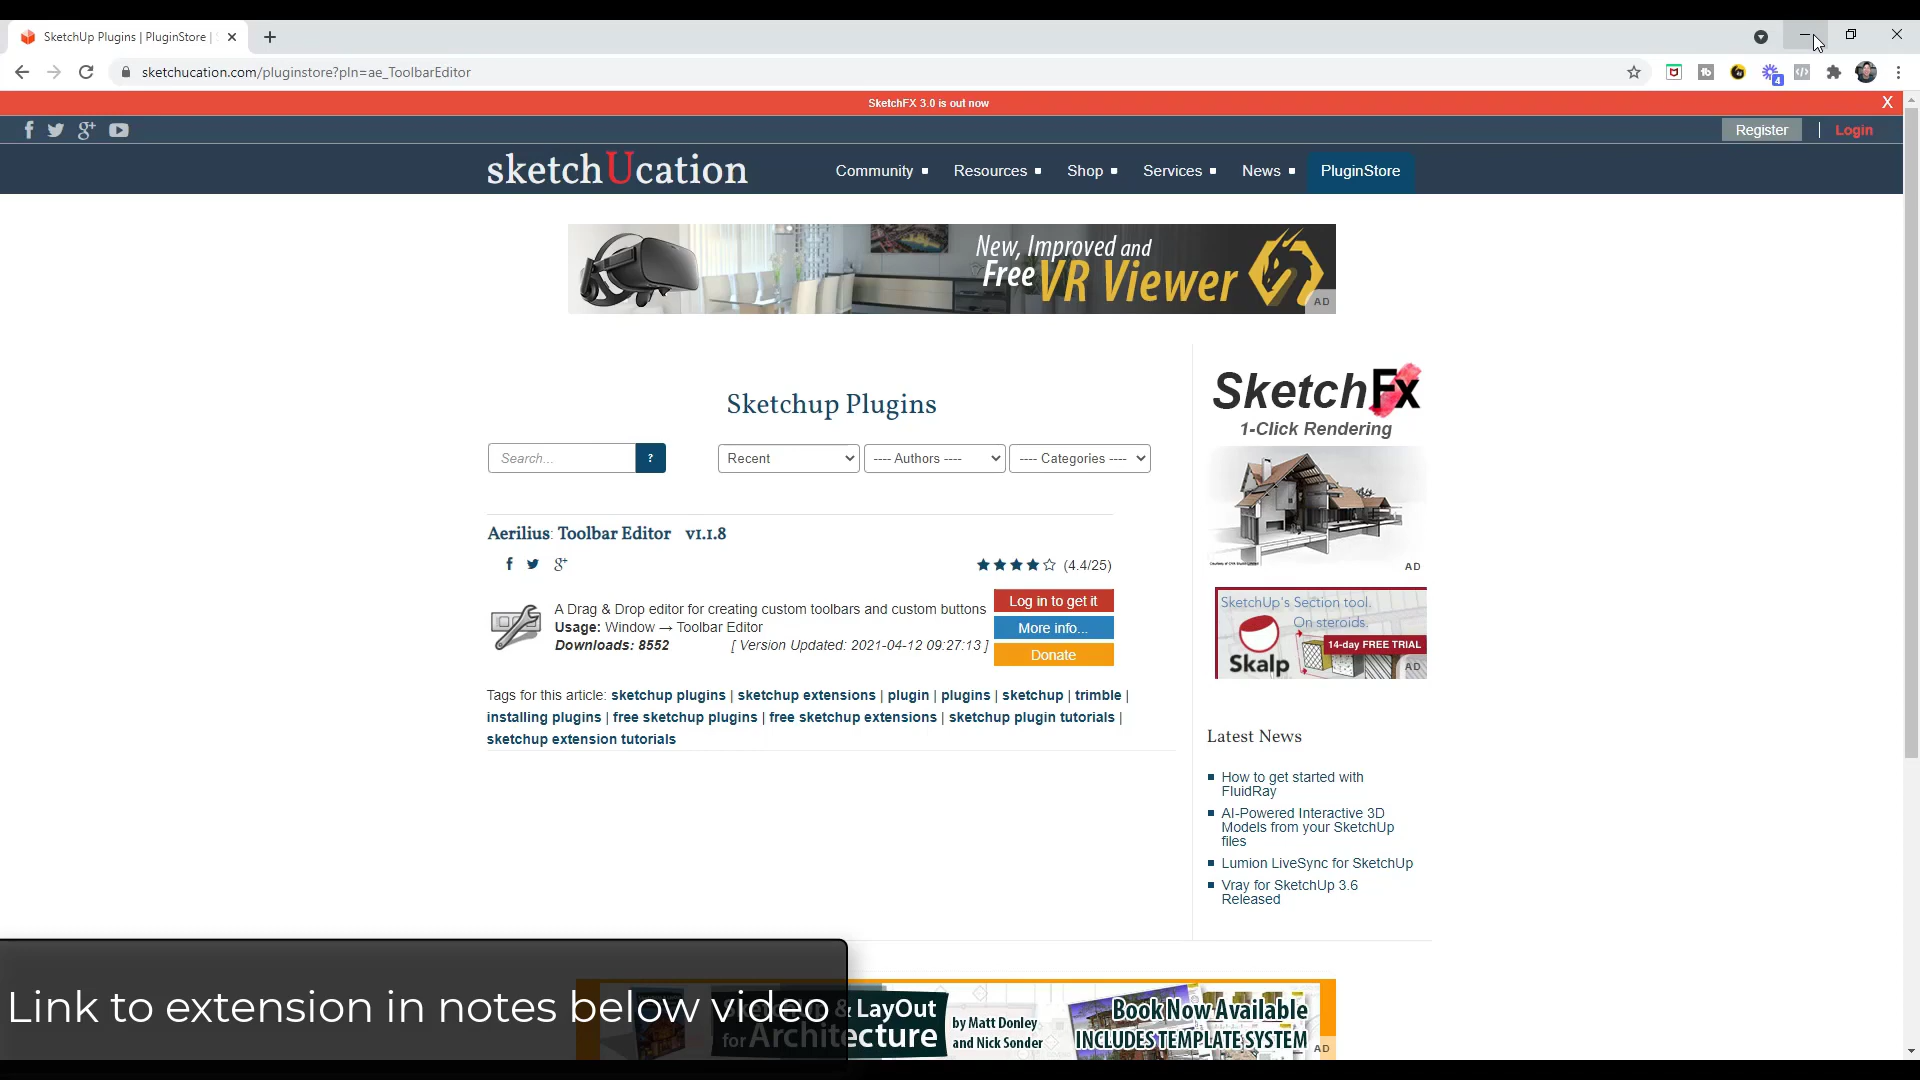 SketchUp Plugins | PluginStore |
sketchucation.com/pluginstore?pln=ae_ToolbarEditor
4
SketchFX 3.0 is out now
X
Register | Login
sketchUcation
Community Resources Shop Services News PluginStore
New, Improved and
Free VR Viewer
AD
Sketchup Plugins
Search...
?
Recent
---- Authors ----
---- Categories ----
Aerilius: Toolbar Editor v1.1.8
(4.4/25)
A Drag & Drop editor for creating custom toolbars and custom buttons
Usage: Window → Toolbar Editor
Downloads: 8552 [ Version Updated: 2021-04-12 09:27:13 ]
Log in to get it
More info...
Donate
Tags for this article: sketchup plugins | sketchup extensions | plugin | plugins | sketchup | trimble |
installing plugins | free sketchup plugins | free sketchup extensions | sketchup plugin tutorials |
sketchup extension tutorials
SketchFx
1-Click Rendering
AD
SketchUp's Section tool.
On steroids.
14-day FREE TRIAL
Skalp
AD
Latest News
How to get started with
FluidRay
AI-Powered Interactive 3D
Models from your SketchUp
files
Lumion LiveSync for SketchUp
Vray for SketchUp 3.6
Released
Link to extension in notes below video
& LayOut
for Architecture
by Matt Donley
and Nick Sonder
Book Now Available
INCLUDES TEMPLATE SYSTEM
AD